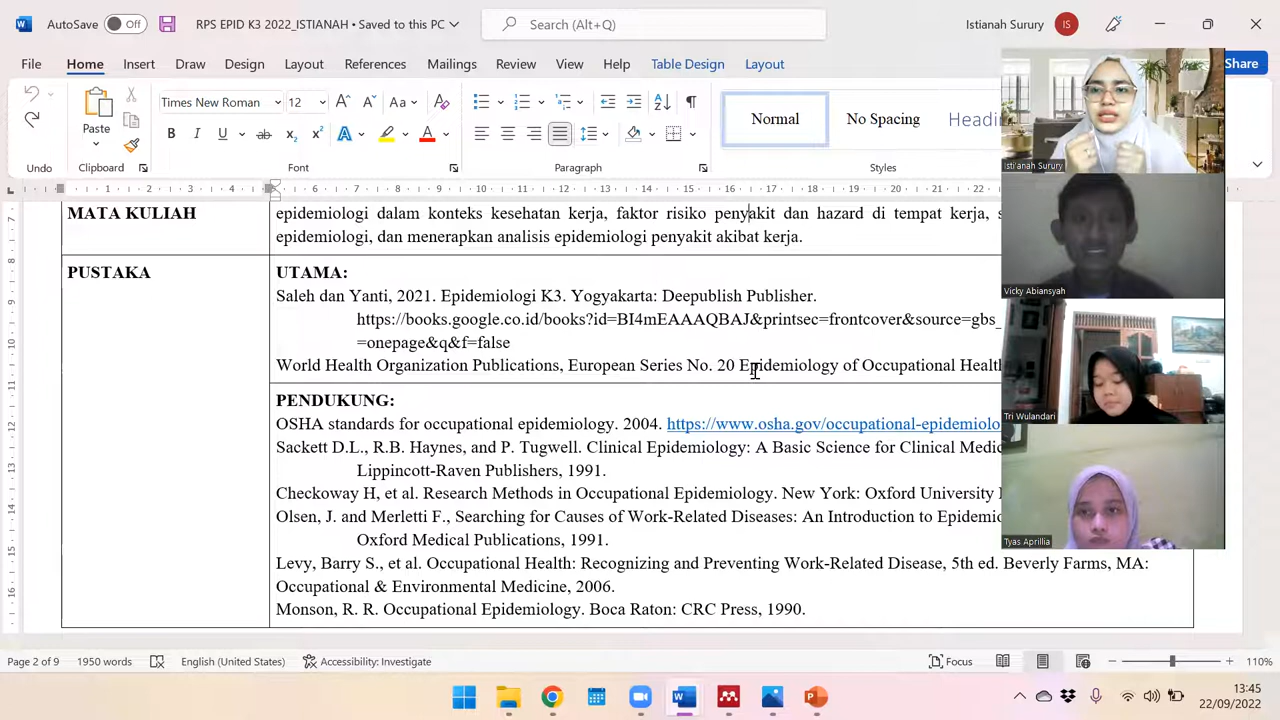 AutoSave Off RPS EPID K3 2022_ISTIANAH • Saved to this PC Search (Alt+Q) Istianah Surury IS
File Home Insert Draw Design Layout References Mailings Review View Help Table Design Layout Share
Times New Roman 12 Aa Normal No Spacing Headin
Paste
Undo Clipboard Font Paragraph Styles
Isti'anah Surury
Vicky Abiansyah
Tri Wulandari
Tyas Aprillia
MATA KULIAH epidemiologi dalam konteks kesehatan kerja, faktor risiko penyakit dan hazard di tempat kerja, s
epidemiologi, dan menerapkan analisis epidemiologi penyakit akibat kerja.
PUSTAKA UTAMA:
Saleh dan Yanti, 2021. Epidemiologi K3. Yogyakarta: Deepublish Publisher.
https://books.google.co.id/books?id=BI4mEAAAQBAJ&printsec=frontcover&source=gbs_
=onepage&q&f=false
World Health Organization Publications, European Series No. 20 Epidemiology of Occupational Health
PENDUKUNG:
OSHA standards for occupational epidemiology. 2004. https://www.osha.gov/occupational-epidemiolo
Sackett D.L., R.B. Haynes, and P. Tugwell. Clinical Epidemiology: A Basic Science for Clinical Medic
Lippincott-Raven Publishers, 1991.
Checkoway H, et al. Research Methods in Occupational Epidemiology. New York: Oxford University
Olsen, J. and Merletti F., Searching for Causes of Work-Related Diseases: An Introduction to Epidemio
Oxford Medical Publications, 1991.
Levy, Barry S., et al. Occupational Health: Recognizing and Preventing Work-Related Disease, 5th ed. Beverly Farms, MA:
Occupational & Environmental Medicine, 2006.
Monson, R. R. Occupational Epidemiology. Boca Raton: CRC Press, 1990.
Page 2 of 9 1950 words English (United States) Accessibility: Investigate Focus 110%
13:45
22/09/2022